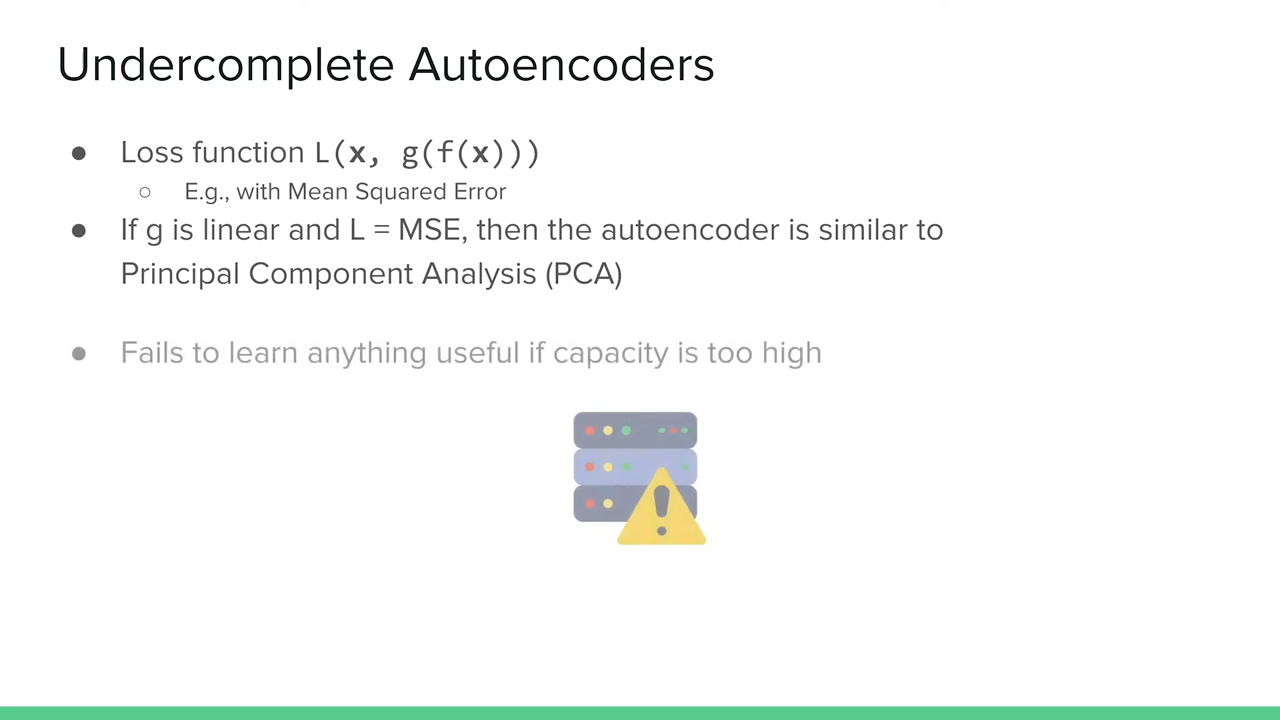 Undercomplete Autoencoders
● Loss function L(x, g(f(x)))
○ E.g., with Mean Squared Error
● If g is linear and L = MSE, then the autoencoder is similar to
Principal Component Analysis (PCA)
● Fails to learn anything useful if capacity is too high